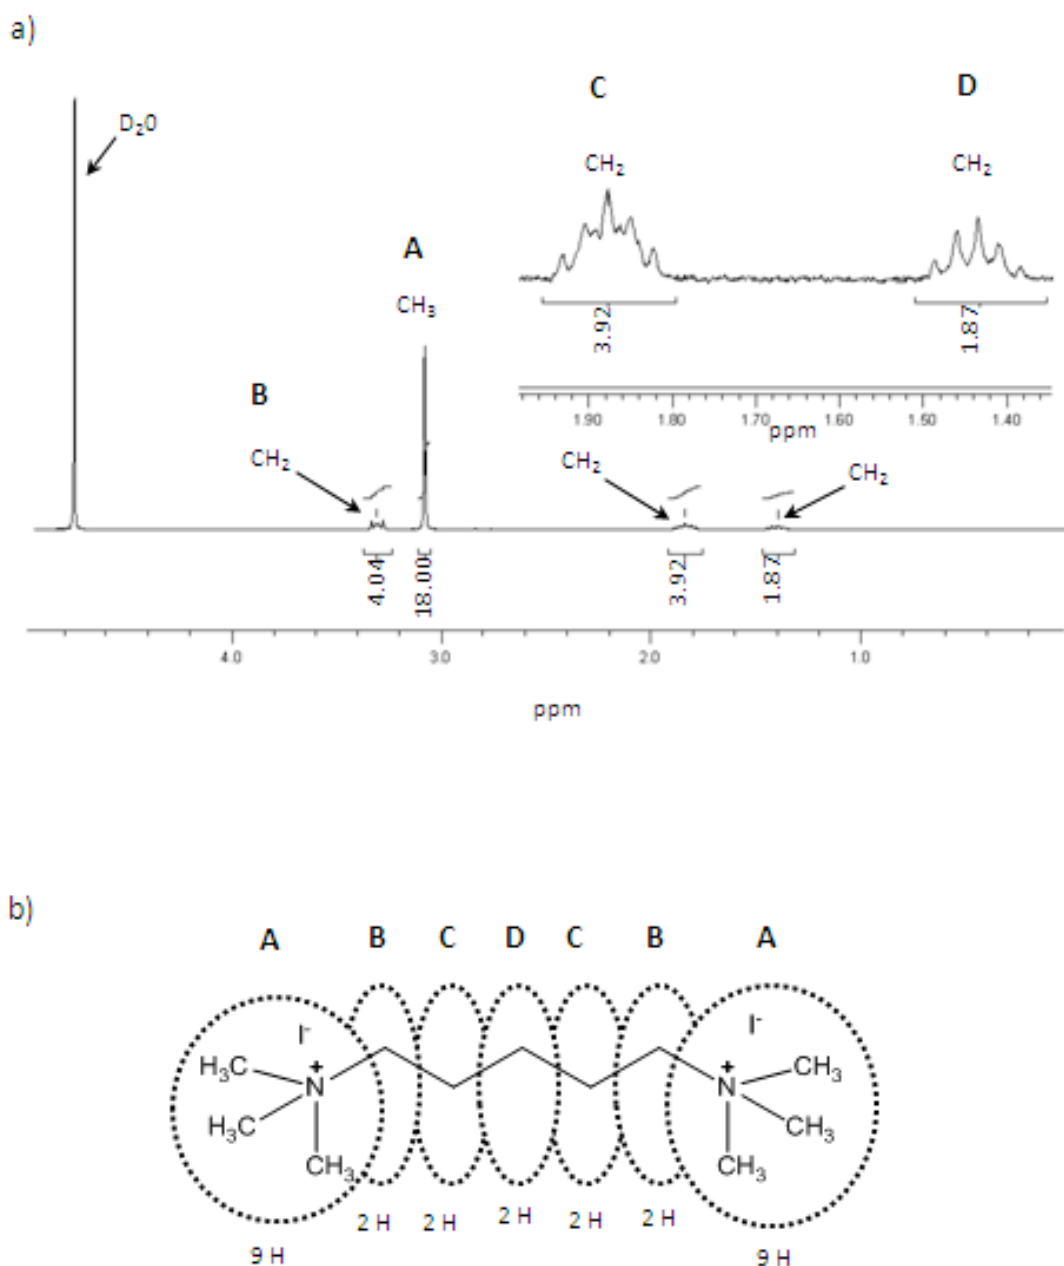 a)
D₂0
C
D
CH₂
CH₂
A
CH₃
3.92
1.87
B
1.90 1.80 1.70 1.60 1.50 1.40
ppm
CH₂
CH₂
CH₂
4.04
18.00
3.92
1.87
4.0 3.0 2.0 1.0
ppm
b)
A B C D C B A
I⁻ I⁻
+ +
H₃C N N CH₃
H₃C CH₃
CH₃ CH₃
2 H 2 H 2 H 2 H 2 H
9 H 9 H